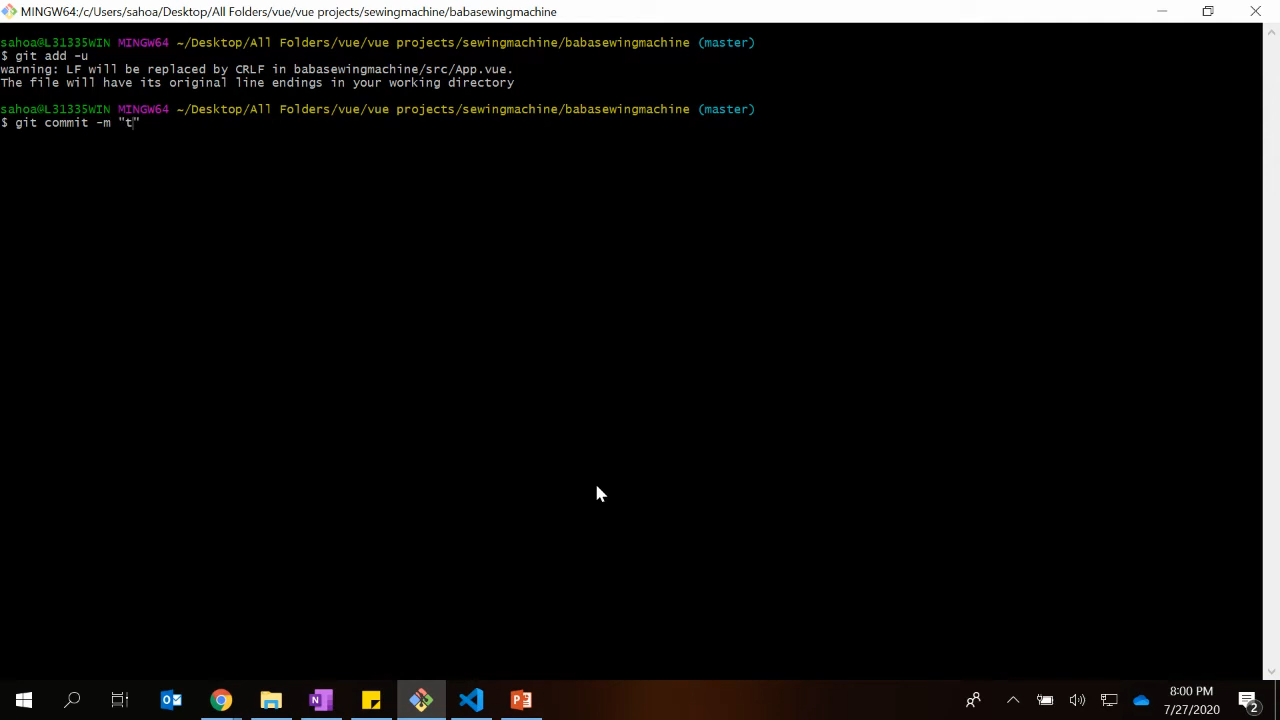 MINGW64:/c/Users/sahoa/Desktop/All Folders/vue/vue projects/sewingmachine/babasewingmachine
sahoa@L31335WIN MINGW64 ~/Desktop/All Folders/vue/vue projects/sewingmachine/babasewingmachine (master)
$ git add -u
warning: LF will be replaced by CRLF in babasewingmachine/src/App.vue.
The file will have its original line endings in your working directory
sahoa@L31335WIN MINGW64 ~/Desktop/All Folders/vue/vue projects/sewingmachine/babasewingmachine (master)
$ git commit -m "t"
8:00 PM
7/27/2020
2